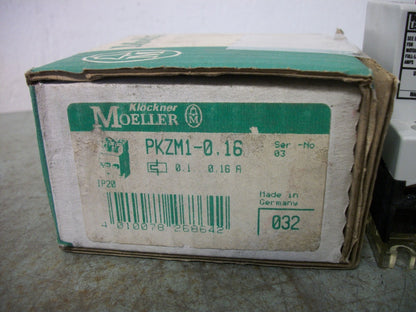 Klöckner
MOELLER
PKZM1-0.16
Ser.-No
03
0.1 0.16 A
IP20
Made in
Germany
032
4 010078 268642